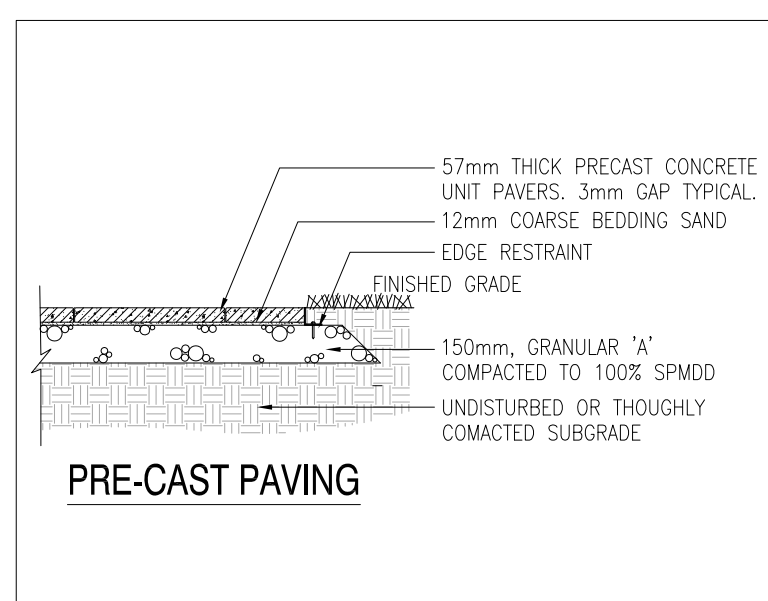 57mm THICK PRECAST CONCRETE
UNIT PAVERS. 3mm GAP TYPICAL.
12mm COARSE BEDDING SAND
EDGE RESTRAINT
FINISHED GRADE
150mm, GRANULAR 'A'
COMPACTED TO 100% SPMDD
UNDISTURBED OR THOUGHLY
COMACTED SUBGRADE
PRE-CAST PAVING